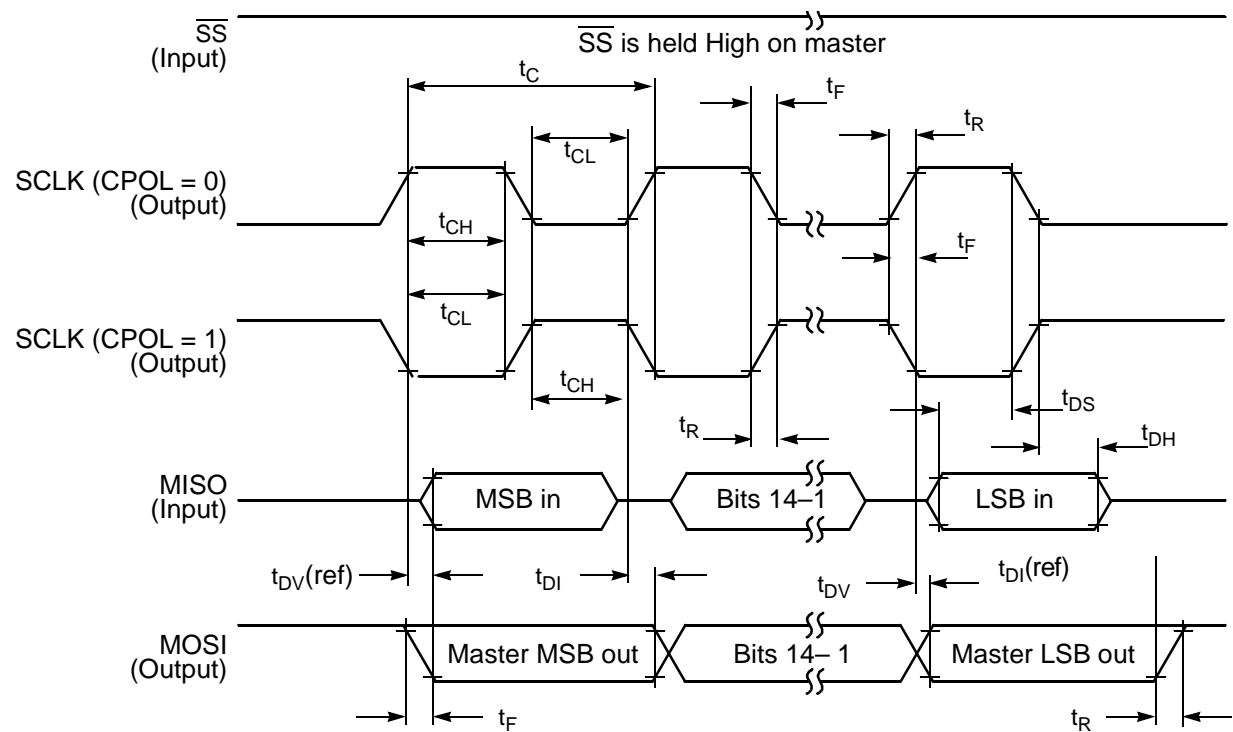 SS
(Input)
SS is held High on master
tC
tF
tR
tCL
SCLK (CPOL = 0)
(Output)
tCH
tF
tCL
SCLK (CPOL = 1)
(Output)
tCH
tDS
tR
tDH
MISO
(Input)
MSB in
Bits 14–1
LSB in
tDV(ref)
tDI
tDV
tDI(ref)
MOSI
(Output)
Master MSB out
Bits 14– 1
Master LSB out
tF
tR